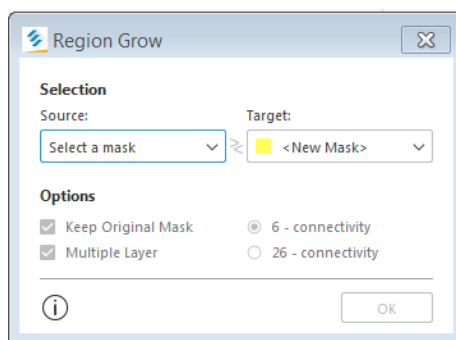 Region Grow
Selection
Source: Target:
Select a mask <New Mask>
Options
Keep Original Mask 6 - connectivity
Multiple Layer 26 - connectivity
OK